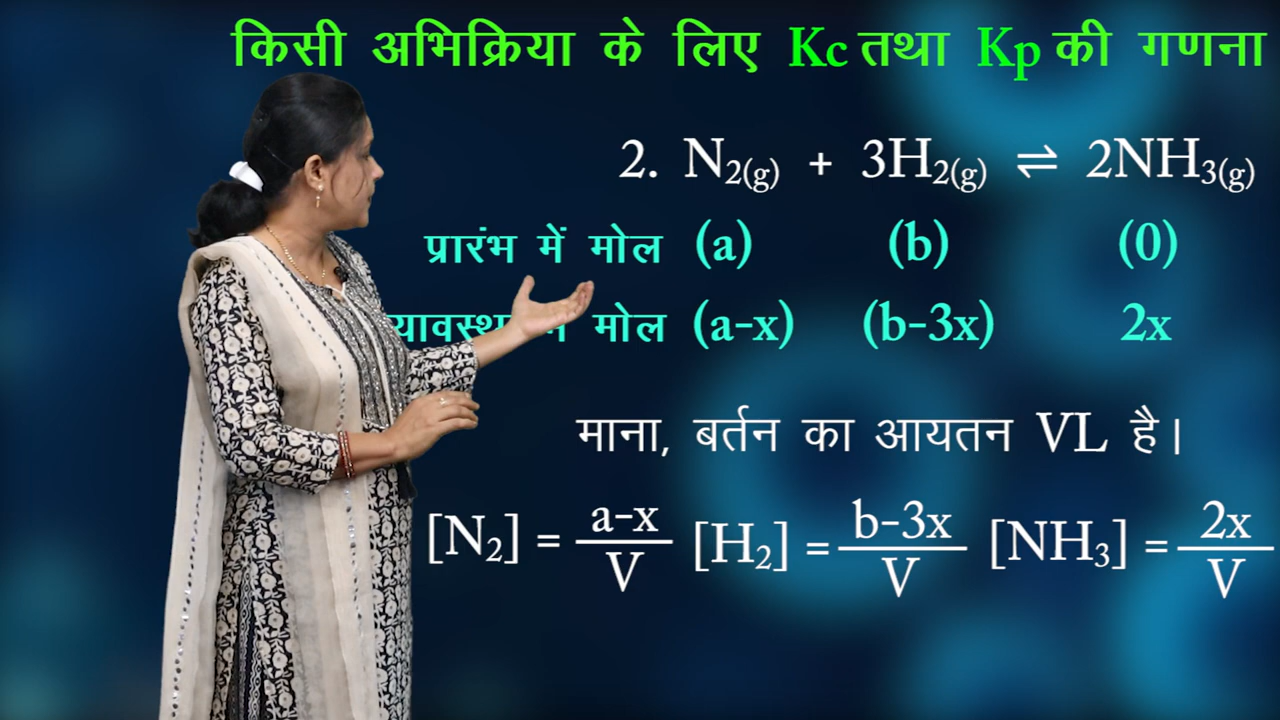 किसी अभिक्रिया के लिए Kc तथा Kp की गणना
2. N₂(g) + 3H₂(g) ⇌ 2NH₃(g)
प्रारंभ में मोल (a) (b) (0)
मोल (a-x) (b-3x) 2x
माना, बर्तन का आयतन VL है।
[N₂] = a-x/V [H₂] = b-3x/V [NH₃] = 2x/V